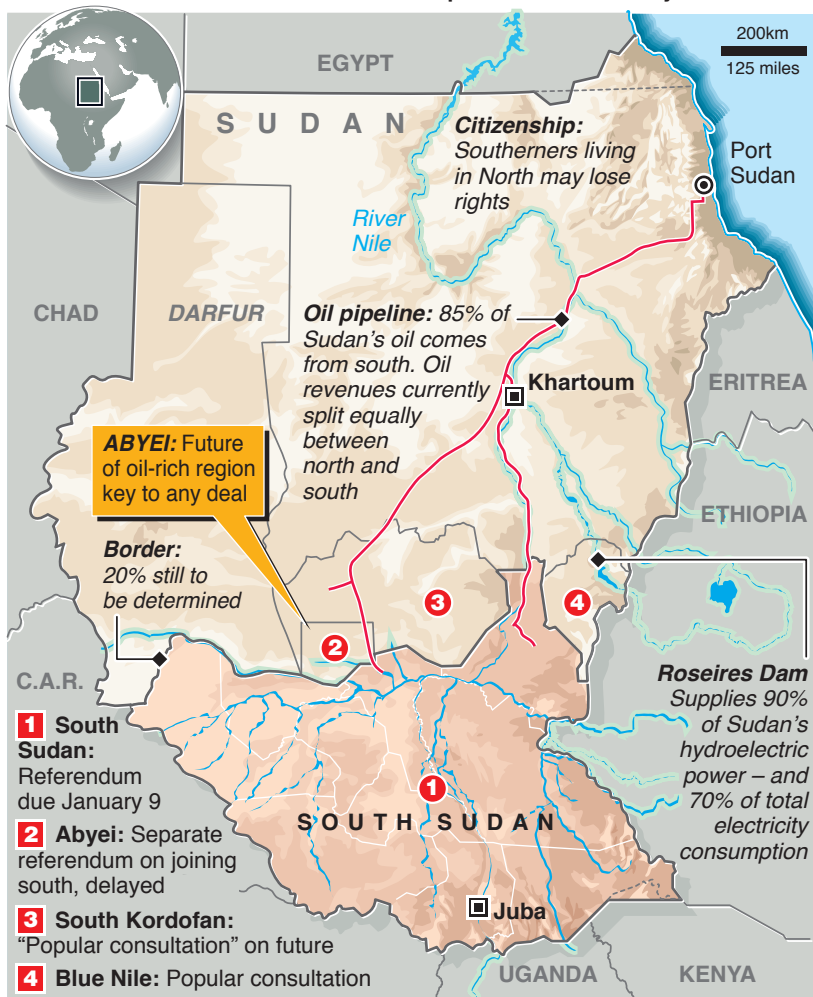 200km
125 miles
EGYPT
SUDAN
Citizenship:
Southerners living
in North may lose
rights
Port
Sudan
River
Nile
CHAD
DARFUR
Oil pipeline: 85% of
Sudan's oil comes
from south. Oil
revenues currently
split equally
between
north and
south
Khartoum
ERITREA
ABYEI: Future
of oil-rich region
key to any deal
ETHIOPIA
Border:
20% still to
be determined
3
4
2
C.A.R.
Roseires Dam
Supplies 90%
of Sudan's
hydroelectric
power – and
70% of total
electricity
consumption
1
SOUTH SUDAN
Juba
1 South
Sudan:
Referendum
due January 9
2 Abyei: Separate
referendum on joining
south, delayed
3 South Kordofan:
“Popular consultation” on future
4 Blue Nile: Popular consultation
UGANDA
KENYA